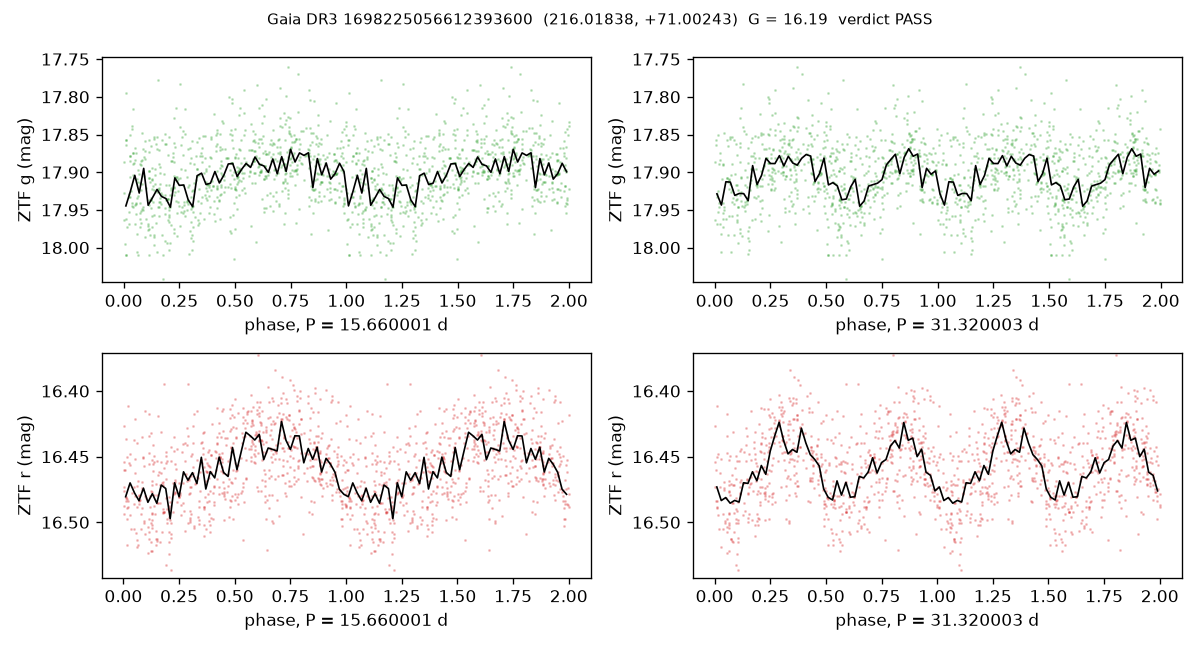 Gaia DR3 1698225056612393600 (216.01838, +71.00243) G = 16.19 verdict PASS
17.75
17.80
17.85
17.90
17.95
18.00
ZTF g (mag)
0.00 0.25 0.50 0.75 1.00 1.25 1.50 1.75 2.00
phase, P = 15.660001 d
17.75
17.80
17.85
17.90
17.95
18.00
ZTF g (mag)
0.00 0.25 0.50 0.75 1.00 1.25 1.50 1.75 2.00
phase, P = 31.320003 d
16.40
16.45
16.50
ZTF r (mag)
0.00 0.25 0.50 0.75 1.00 1.25 1.50 1.75 2.00
phase, P = 15.660001 d
16.40
16.45
16.50
ZTF r (mag)
0.00 0.25 0.50 0.75 1.00 1.25 1.50 1.75 2.00
phase, P = 31.320003 d